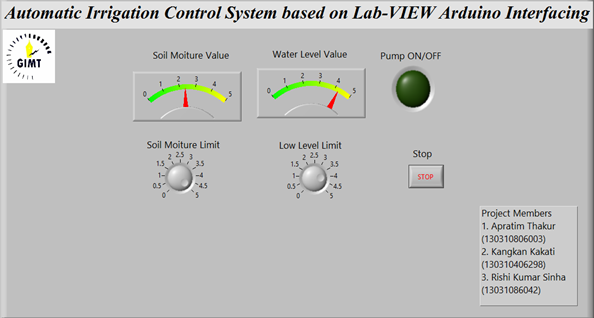 Automatic Irrigation Control System based on Lab-VIEW Arduino Interfacing
GIMT
Soil Moiture Value
0 1 2 3 4 5
Water Level Value
0 1 2 3 4 5
Pump ON/OFF
Soil Moiture Limit
0 0.5 1 1.5 2 2.5 3 3.5 4 4.5 5
Low Level Limit
0 0.5 1 1.5 2 2.5 3 3.5 4 4.5 5
Stop
STOP
Project Members
1. Apratim Thakur
(130310806003)
2. Kangkan Kakati
(130310406298)
3. Rishi Kumar Sinha
(13031086042)